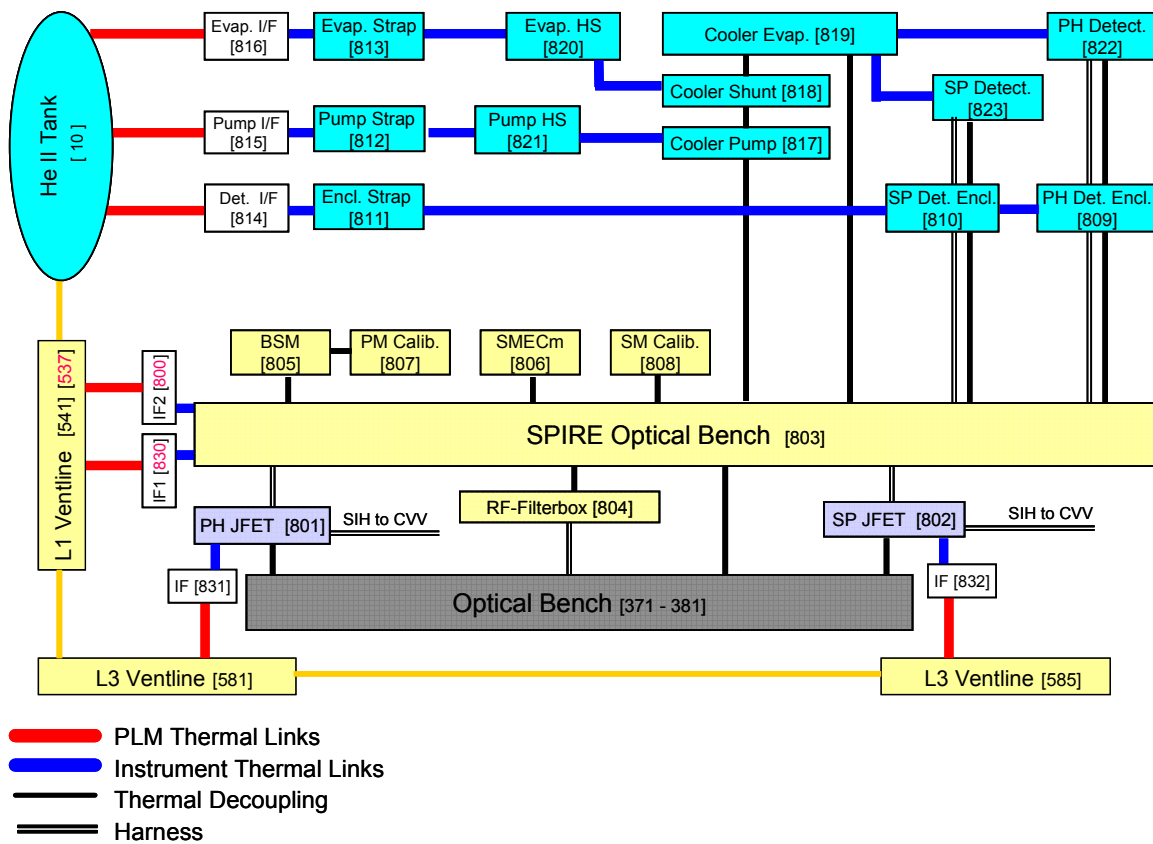 Evap. I/F
[816]
Evap. Strap
[813]
Evap. HS
[820]
Cooler Evap. [819]
PH Detect.
[822]
Cooler Shunt [818]
SP Detect.
[823]
He II Tank
[ 10 ]
Pump I/F
[815]
Pump Strap
[812]
Pump HS
[821]
Cooler Pump [817]
Det. I/F
[814]
Encl. Strap
[811]
SP Det. Encl.
[810]
PH Det. Encl.
[809]
BSM
[805]
PM Calib.
[807]
SMECm
[806]
SM Calib.
[808]
L1 Ventline [541] [537]
IF2 [800]
IF1 [830]
SPIRE Optical Bench [803]
PH JFET [801]
SIH to CVV
RF-Filterbox [804]
SP JFET [802]
SIH to CVV
IF [831]
IF [832]
Optical Bench [371 - 381]
L3 Ventline [581]
L3 Ventline [585]
PLM Thermal Links
Instrument Thermal Links
Thermal Decoupling
Harness